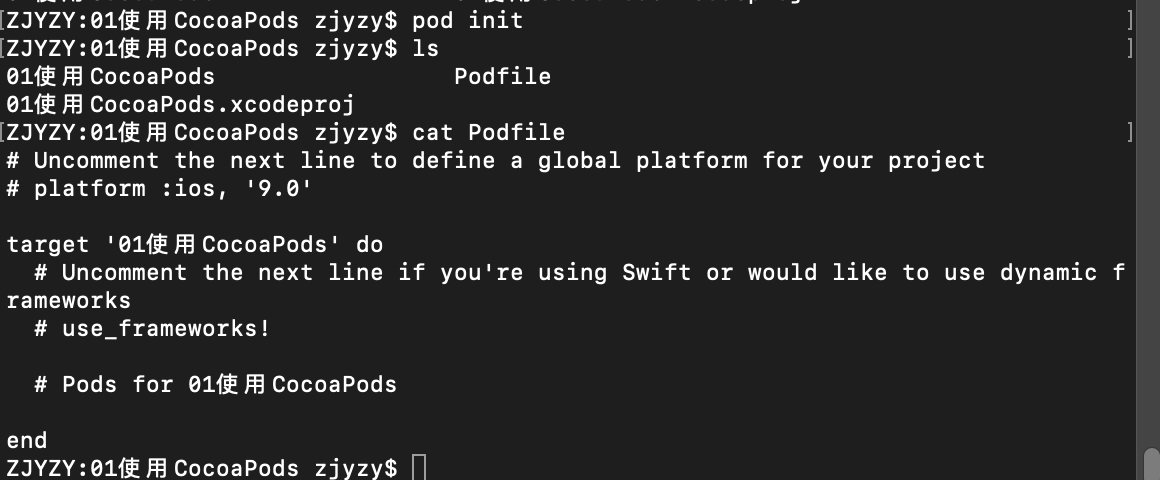 [ZJYZY:01使用CocoaPods zjyzy$ pod init ]
[ZJYZY:01使用CocoaPods zjyzy$ ls ]
01使用CocoaPods Podfile
01使用CocoaPods.xcodeproj
[ZJYZY:01使用CocoaPods zjyzy$ cat Podfile ]
# Uncomment the next line to define a global platform for your project
# platform :ios, '9.0'
target '01使用CocoaPods' do
# Uncomment the next line if you're using Swift or would like to use dynamic f
rameworks
# use_frameworks!
# Pods for 01使用CocoaPods
end
ZJYZY:01使用CocoaPods zjyzy$